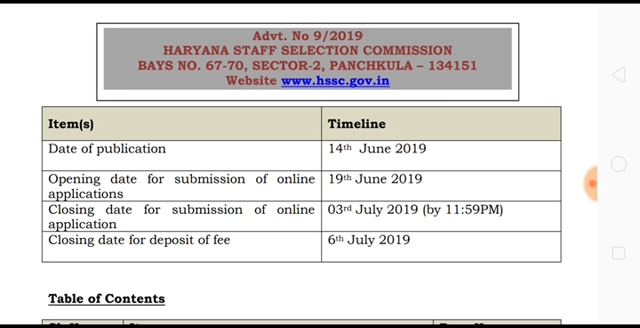 Advt. No 9/2019
HARYANA STAFF SELECTION COMMISSION
BAYS NO. 67-70, SECTOR-2, PANCHKULA – 134151
Website www.hssc.gov.in
Item(s) Timeline
Date of publication 14th June 2019
Opening date for submission of online 19th June 2019
applications
Closing date for submission of online 03rd July 2019 (by 11:59PM)
application
Closing date for deposit of fee 6th July 2019
Table of Contents